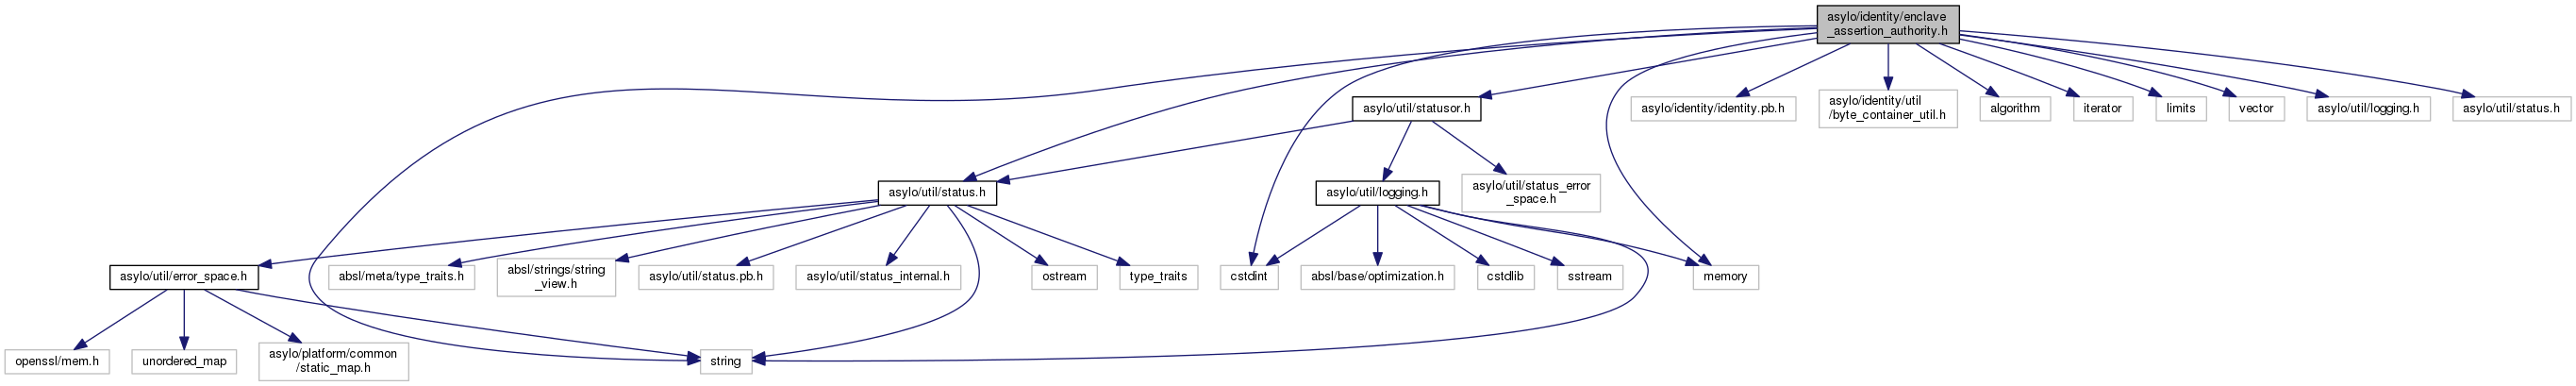 asylo/identity/enclave
_assertion_authority.h
asylo/util/statusor.h
asylo/identity/identity.pb.h
asylo/identity/util
/byte_container_util.h
algorithm
iterator
limits
vector
asylo/util/logging.h
asylo/util/status.h
asylo/util/status.h
asylo/util/logging.h
asylo/util/status_error
_space.h
asylo/util/error_space.h
absl/meta/type_traits.h
absl/strings/string
_view.h
asylo/util/status.pb.h
asylo/util/status_internal.h
ostream
type_traits
cstdint
absl/base/optimization.h
cstdlib
sstream
memory
openssl/mem.h
unordered_map
asylo/platform/common
/static_map.h
string